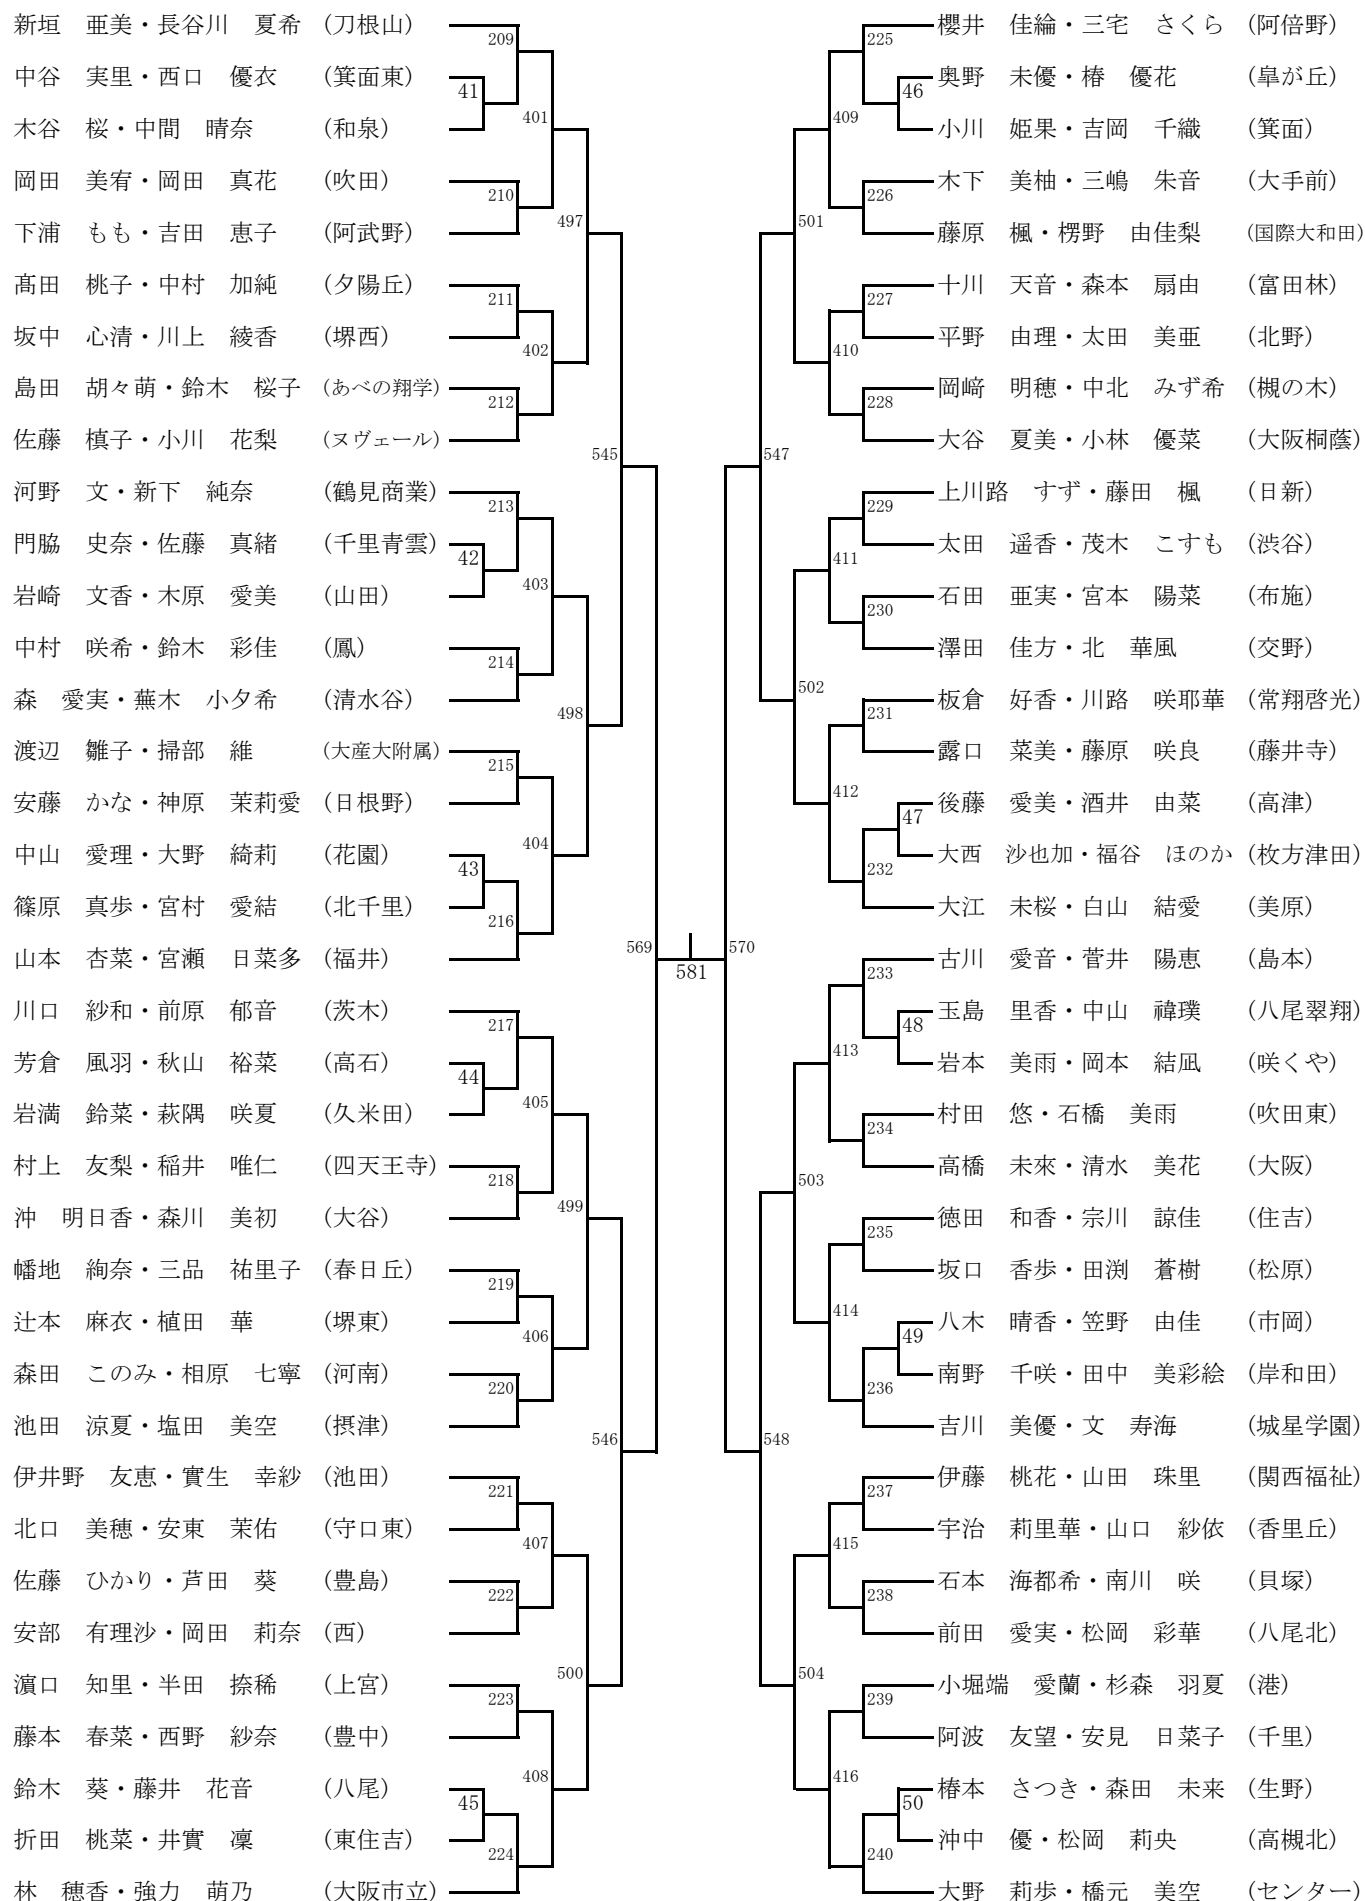 新垣　亜美・長谷川　夏希 (刀根山)
中谷　実里・西口　優衣 (箕面東)
木谷　桜・中間　晴奈 (和泉)
岡田　美宥・岡田　真花 (吹田)
下浦　もも・吉田　恵子 (阿武野)
髙田　桃子・中村　加純 (夕陽丘)
坂中　心清・川上　綾香 (堺西)
島田　胡々萌・鈴木　桜子 (あべの翔学)
佐藤　槙子・小川　花梨 (ヌヴェール)
河野　文・新下　純奈 (鶴見商業)
門脇　史奈・佐藤　真緒 (千里青雲)
岩崎　文香・木原　愛美 (山田)
中村　咲希・鈴木　彩佳 (鳳)
森　愛実・蕪木　小夕希 (清水谷)
渡辺　雛子・掃部　維 (大産大附属)
安藤　かな・神原　茉莉愛 (日根野)
中山　愛理・大野　綺莉 (花園)
篠原　真歩・宮村　愛結 (北千里)
山本　杏菜・宮瀬　日菜多 (福井)
川口　紗和・前原　郁音 (茨木)
芳倉　風羽・秋山　裕菜 (高石)
岩満　鈴菜・萩隅　咲夏 (久米田)
村上　友梨・稲井　唯仁 (四天王寺)
沖　明日香・森川　美初 (大谷)
幡地　絢奈・三品　祐里子 (春日丘)
辻本　麻衣・植田　華 (堺東)
森田　このみ・相原　七寧 (河南)
池田　涼夏・塩田　美空 (摂津)
伊井野　友恵・實生　幸紗 (池田)
北口　美穂・安東　茉佑 (守口東)
佐藤　ひかり・芦田　葵 (豊島)
安部　有理沙・岡田　莉奈 (西)
濵口　知里・半田　捺稀 (上宮)
藤本　春菜・西野　紗奈 (豊中)
鈴木　葵・藤井　花音 (八尾)
折田　桃菜・井實　凜 (東住吉)
林　穂香・強力　萌乃 (大阪市立)
209
41
401
210
497
211
402
212
545
213
42
403
214
498
215
404
43
216
569
217
44
405
218
499
219
406
220
546
221
407
222
500
223
408
45
224
581
570
225
46
409
226
501
227
410
228
547
229
411
230
502
231
412
47
232
233
48
413
234
503
235
414
49
236
548
237
415
238
504
239
416
50
240
櫻井　佳綸・三宅　さくら (阿倍野)
奥野　未優・椿　優花 (皐が丘)
小川　姫果・吉岡　千織 (箕面)
木下　美柚・三嶋　朱音 (大手前)
藤原　楓・楞野　由佳梨 (国際大和田)
十川　天音・森本　扇由 (富田林)
平野　由理・太田　美亜 (北野)
岡﨑　明穂・中北　みず希 (槻の木)
大谷　夏美・小林　優菜 (大阪桐蔭)
上川路　すず・藤田　楓 (日新)
太田　遥香・茂木　こすも (渋谷)
石田　亜実・宮本　陽菜 (布施)
澤田　佳方・北　華風 (交野)
板倉　好香・川路　咲耶華 (常翔啓光)
露口　菜美・藤原　咲良 (藤井寺)
後藤　愛美・酒井　由菜 (高津)
大西　沙也加・福谷　ほのか (枚方津田)
大江　未桜・白山　結愛 (美原)
古川　愛音・菅井　陽恵 (島本)
玉島　里香・中山　禕璞 (八尾翠翔)
岩本　美雨・岡本　結凪 (咲くや)
村田　悠・石橋　美雨 (吹田東)
高橋　未來・清水　美花 (大阪)
徳田　和香・宗川　諒佳 (住吉)
坂口　香歩・田渕　蒼樹 (松原)
八木　晴香・笠野　由佳 (市岡)
南野　千咲・田中　美彩絵 (岸和田)
吉川　美優・文　寿海 (城星学園)
伊藤　桃花・山田　珠里 (関西福祉)
宇治　莉里華・山口　紗依 (香里丘)
石本　海都希・南川　咲 (貝塚)
前田　愛実・松岡　彩華 (八尾北)
小堀端　愛蘭・杉森　羽夏 (港)
阿波　友望・安見　日菜子 (千里)
椿本　さつき・森田　未来 (生野)
沖中　優・松岡　莉央 (高槻北)
大野　莉歩・橋元　美空 (センター)